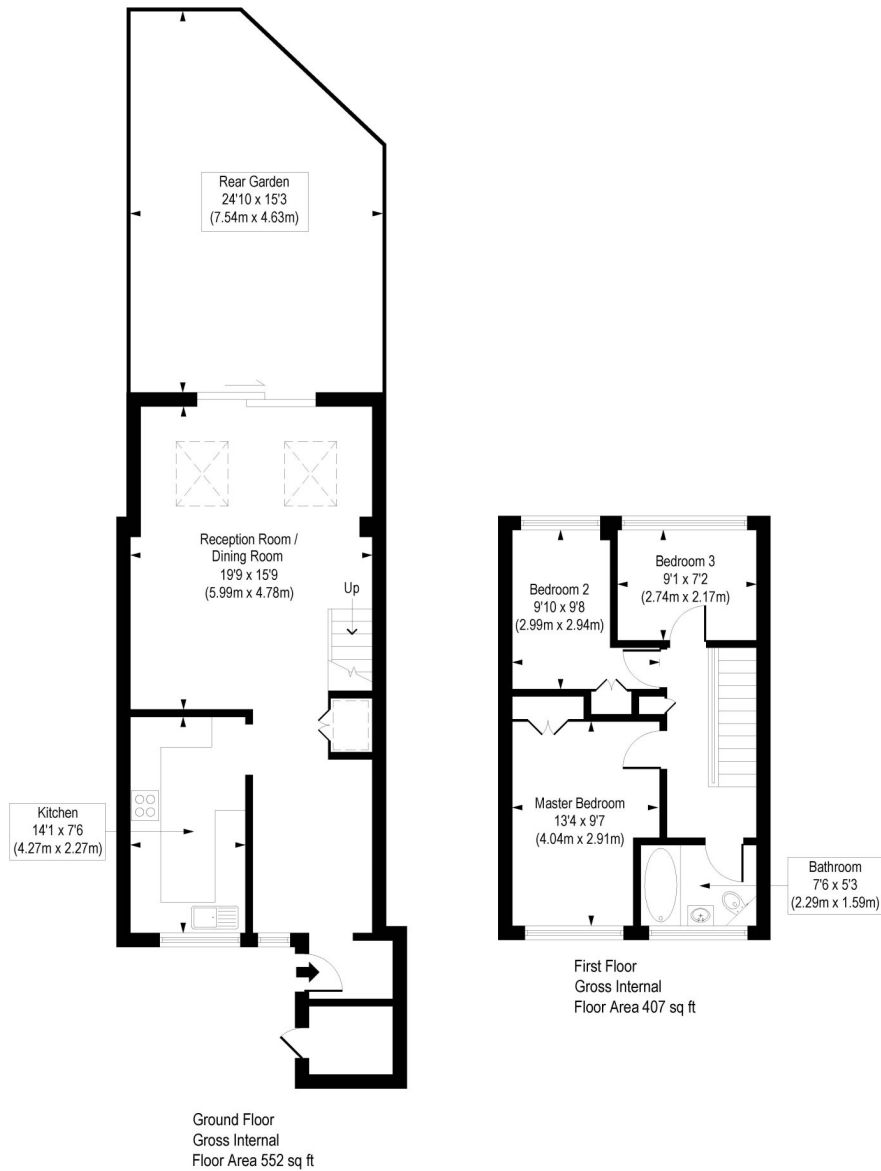 Rear Garden
24'10 x 15'3
(7.54m x 4.63m)
Reception Room /
Dining Room
19'9 x 15'9
(5.99m x 4.78m)
Up
Kitchen
14'1 x 7'6
(4.27m x 2.27m)
Ground Floor
Gross Internal
Floor Area 552 sq ft
Bedroom 2
9'10 x 9'8
(2.99m x 2.94m)
Bedroom 3
9'1 x 7'2
(2.74m x 2.17m)
Master Bedroom
13'4 x 9'7
(4.04m x 2.91m)
Bathroom
7'6 x 5'3
(2.29m x 1.59m)
First Floor
Gross Internal
Floor Area 407 sq ft